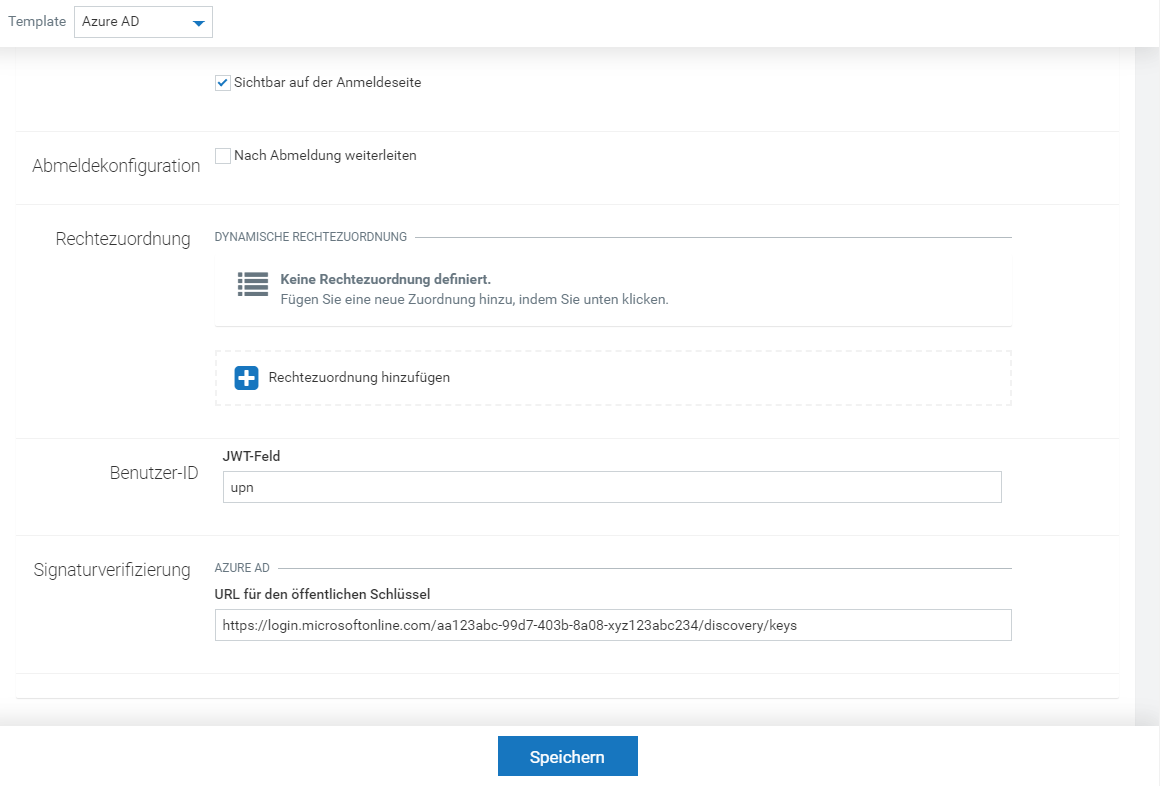 Template Azure AD
Sichtbar auf der Anmeldeseite
Abmeldekonfiguration
Nach Abmeldung weiterleiten
Rechtezuordnung
DYNAMISCHE RECHTEZUORDNUNG
Keine Rechtezuordnung definiert.
Fügen Sie eine neue Zuordnung hinzu, indem Sie unten klicken.
Rechtezuordnung hinzufügen
Benutzer-ID
JWT-Feld
upn
Signaturverifizierung
AZURE AD
URL für den öffentlichen Schlüssel
https://login.microsoftonline.com/aa123abc-99d7-403b-8a08-xyz123abc234/discovery/keys
Speichern